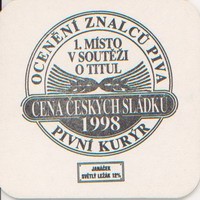 OCENĚNÍ ZNALCŮ PIVA
1. MÍSTO
V SOUTĚŽI
O TITUL
CENA ČESKÝCH SLÁDKŮ
1998
PIVNÍ KURÝR
JANÁČEK
SVĚTLÝ LEŽÁK 12%